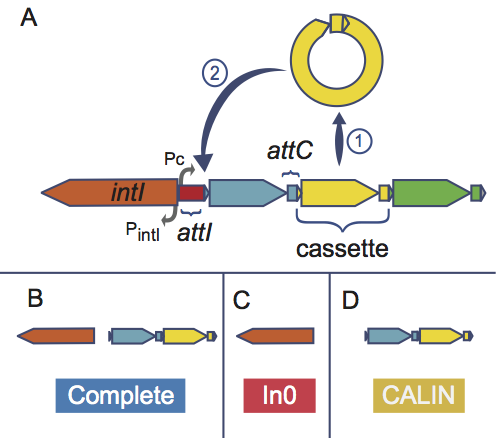 A
2
1
Pc
attC
intI
PintI
attI
cassette
B
C
D
Complete
In0
CALIN